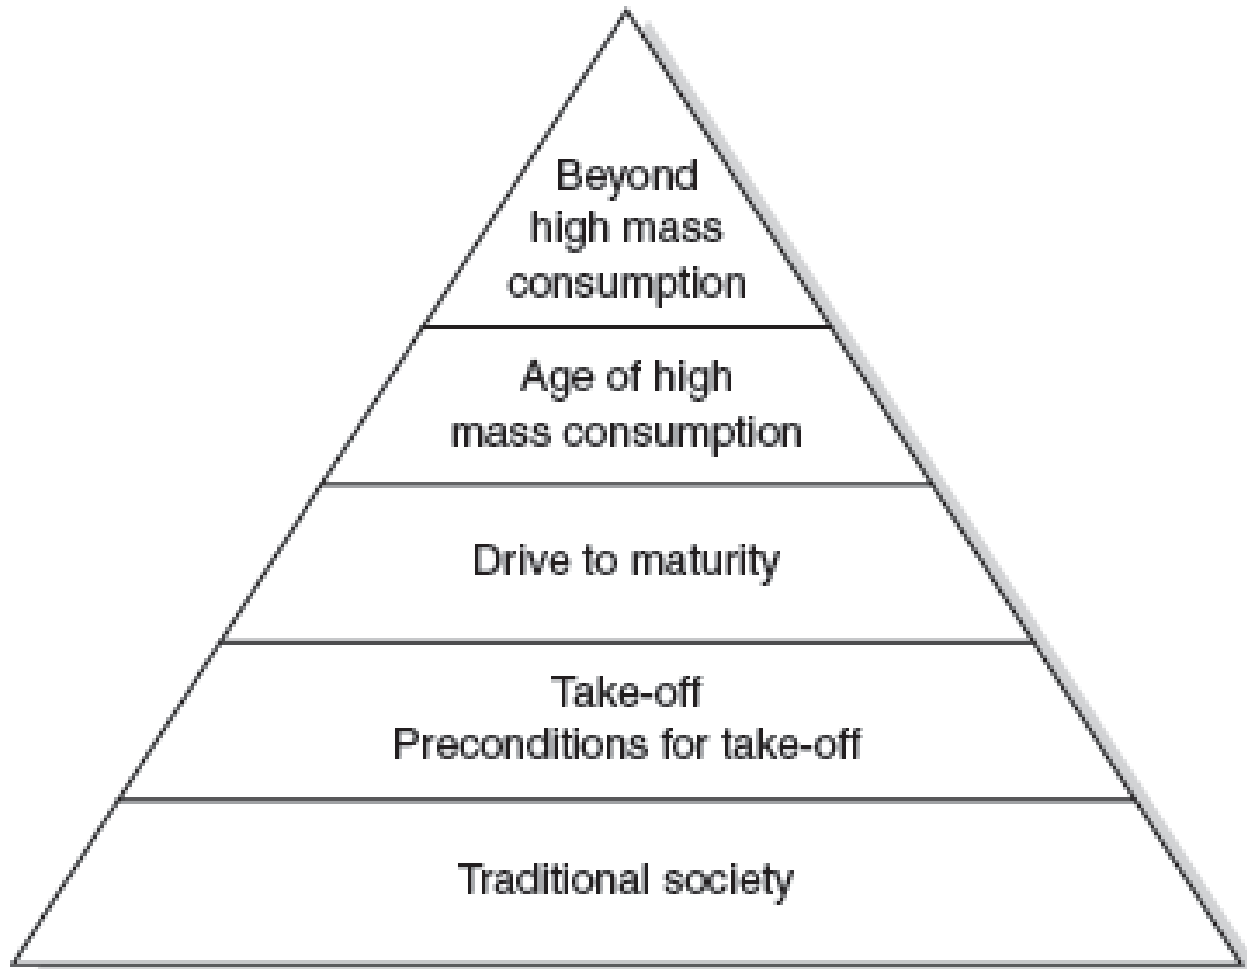 Beyond
high mass
consumption
Age of high
mass consumption
Drive to maturity
Take-off
Preconditions for take-off
Traditional society